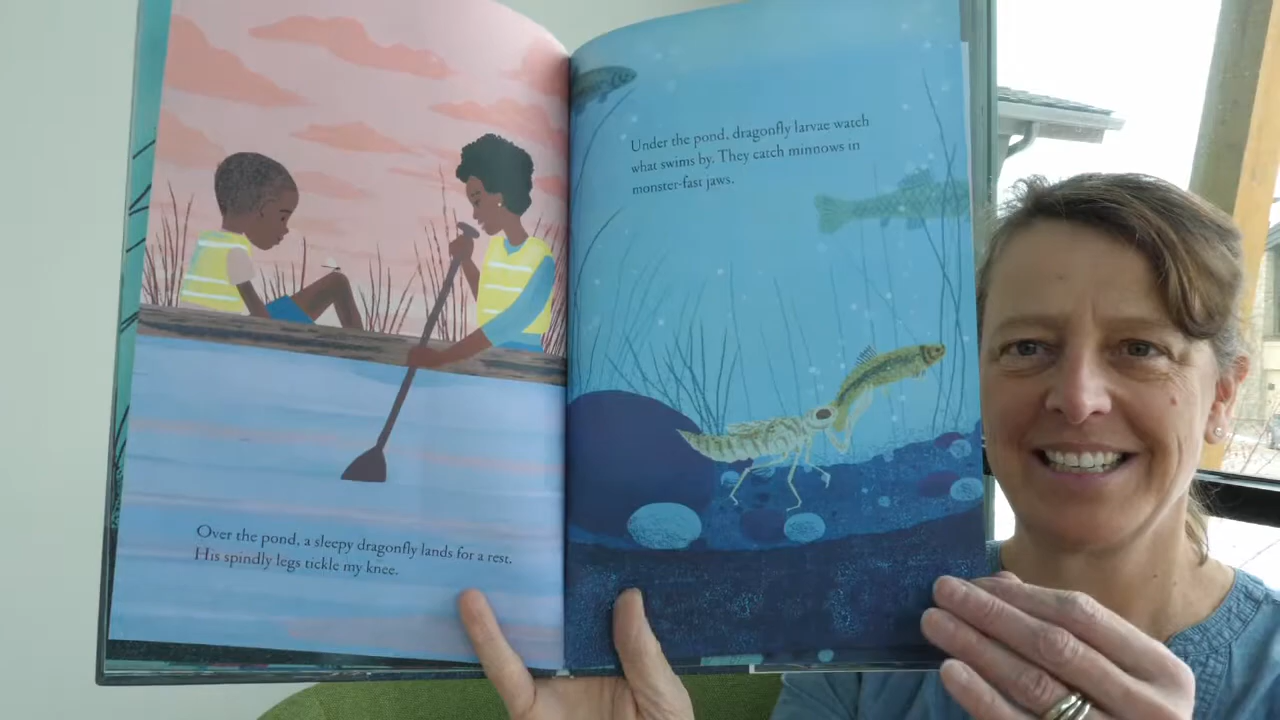 Over the pond, a sleepy dragonfly lands for a rest.
His spindly legs tickle my knee.
Under the pond, dragonfly larvae watch
what swims by. They catch minnows in
monster-fast jaws.